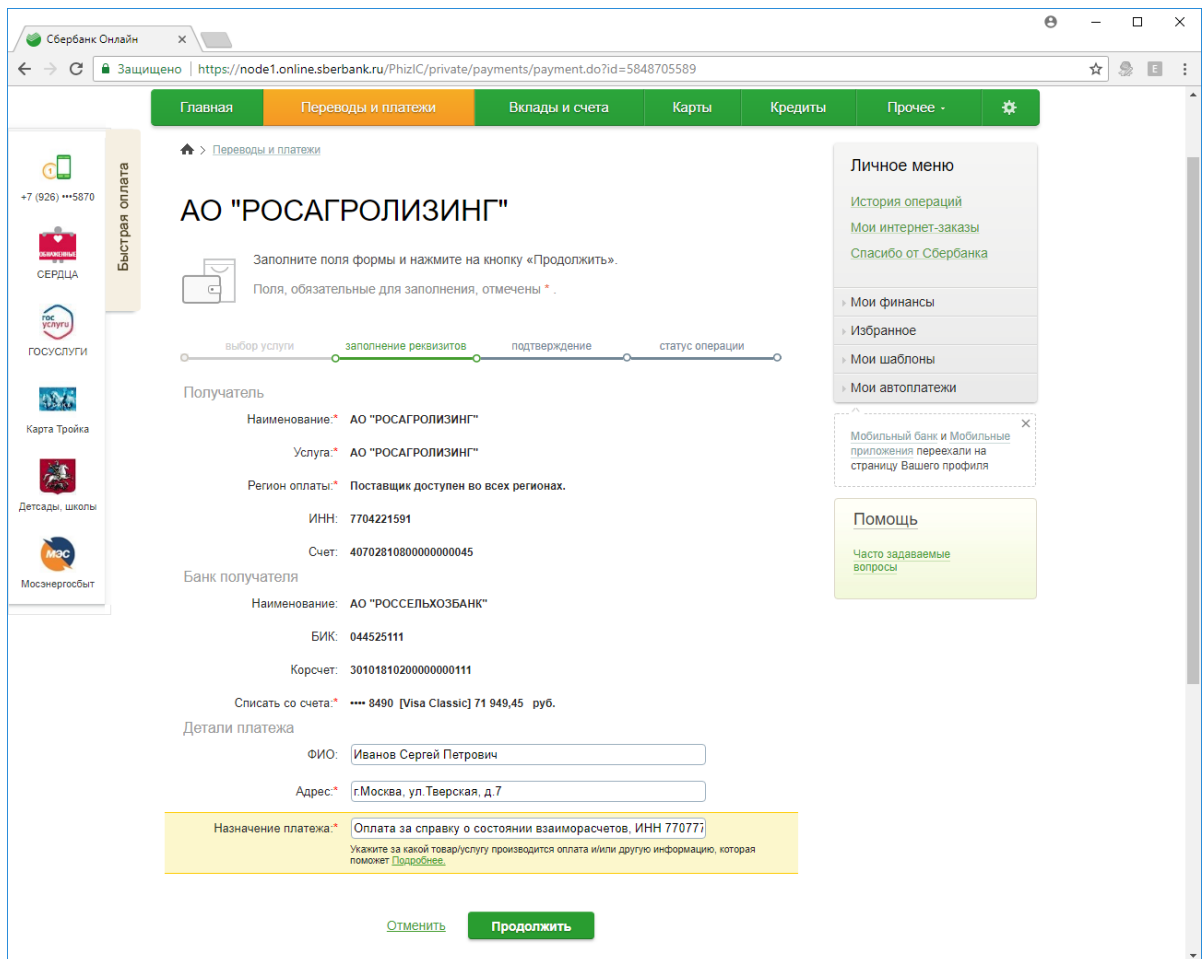 Сбербанк Онлайн
Защищено | https://node1.online.sberbank.ru/PhizIC/private/payments/payment.do?id=5848705589
Главная
Переводы и платежи
Вклады и счета
Карты
Кредиты
Прочее
Быстрая оплата
+7 (926) •••5870
ОБНАЖЕННЫЕ
СЕРДЦА
гос
услуги
ГОСУСЛУГИ
Карта Тройка
Детсады, школы
МЭС
Мосэнергосбыт
> Переводы и платежи
АО "РОСАГРОЛИЗИНГ"
Заполните поля формы и нажмите на кнопку «Продолжить».
Поля, обязательные для заполнения, отмечены * .
выбор услуги
заполнение реквизитов
подтверждение
статус операции
Получатель
Наименование:* АО "РОСАГРОЛИЗИНГ"
Услуга:* АО "РОСАГРОЛИЗИНГ"
Регион оплаты:* Поставщик доступен во всех регионах.
ИНН: 7704221591
Счет: 40702810800000000045
Банк получателя
Наименование: АО "РОССЕЛЬХОЗБАНК"
БИК: 044525111
Корсчет: 30101810200000000111
Списать со счета:* •••• 8490 [Visa Classic] 71 949,45 руб.
Детали платежа
ФИО: Иванов Сергей Петрович
Адрес:* г.Москва, ул.Тверская, д.7
Назначение платежа:* Оплата за справку о состоянии взаиморасчетов, ИНН 770777
Укажите за какой товар/услугу производится оплата и/или другую информацию, которая
поможет Подробнее.
Отменить
Продолжить
Личное меню
История операций
Мои интернет-заказы
Спасибо от Сбербанка
Мои финансы
Избранное
Мои шаблоны
Мои автоплатежи
Мобильный банк и Мобильные
приложения переехали на
страницу Вашего профиля
Помощь
Часто задаваемые
вопросы